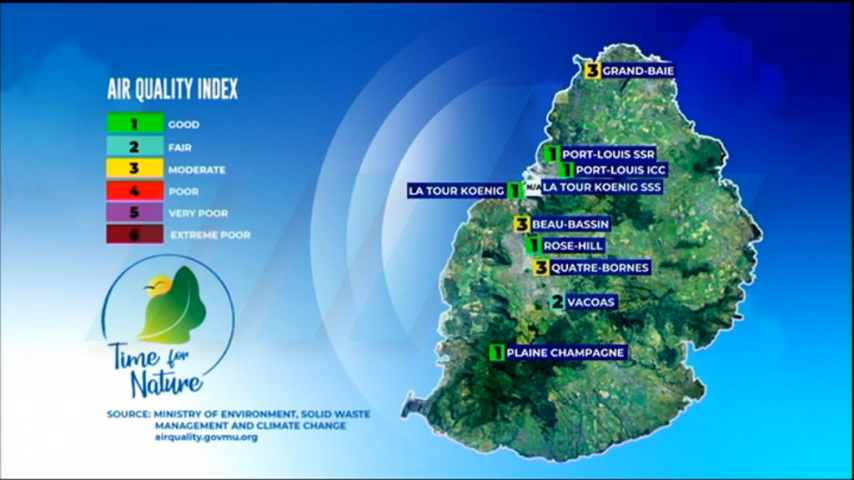 AIR QUALITY INDEX
1 GOOD
2 FAIR
3 MODERATE
4 POOR
5 VERY POOR
6 EXTREME POOR
3 GRAND-BAIE
1 PORT-LOUIS SSR
1 PORT-LOUIS ICC
LA TOUR KOENIG 1 N/A LA TOUR KOENIG SSS
3 BEAU-BASSIN
1 ROSE-HILL
3 QUATRE-BORNES
2 VACOAS
1 PLAINE CHAMPAGNE
Time for
Nature
SOURCE: MINISTRY OF ENVIRONMENT, SOLID WASTE
MANAGEMENT AND CLIMATE CHANGE
airquality.govmu.org